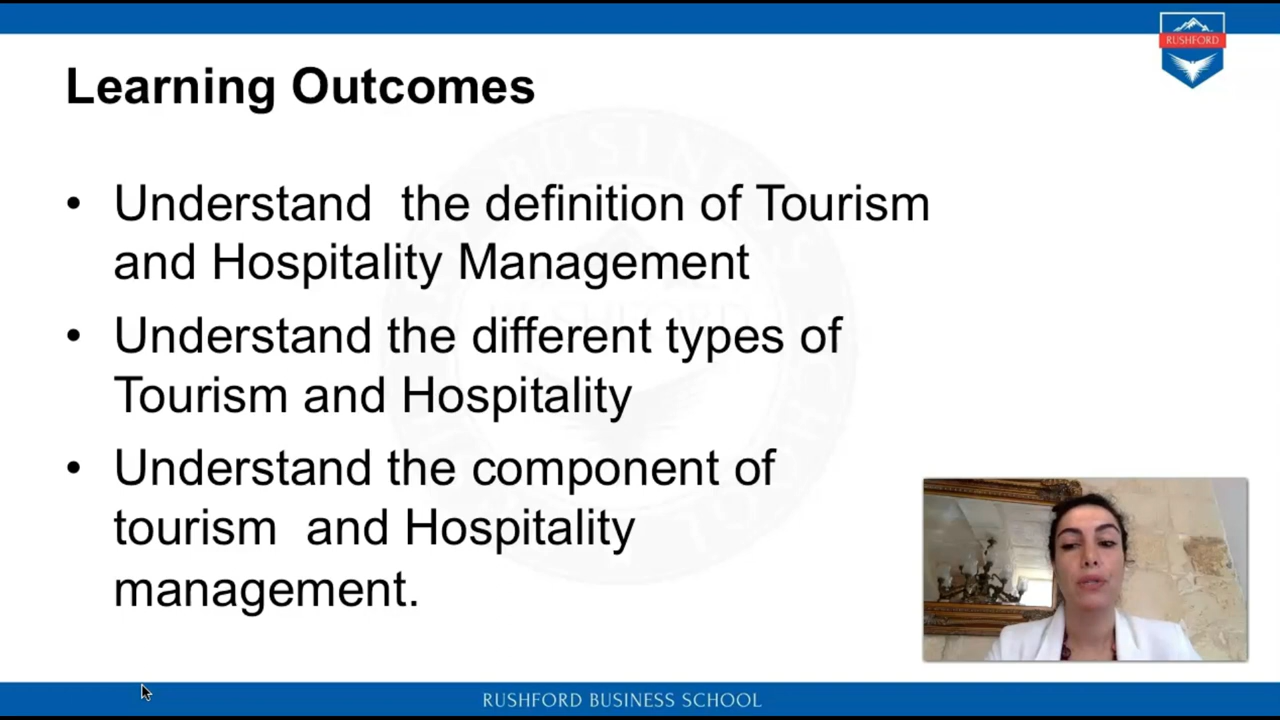 RUSHFORD
Learning Outcomes
• Understand  the definition of Tourism
and Hospitality Management
• Understand the different types of
Tourism and Hospitality
• Understand the component of
tourism  and Hospitality
management.
RUSHFORD BUSINESS SCHOOL